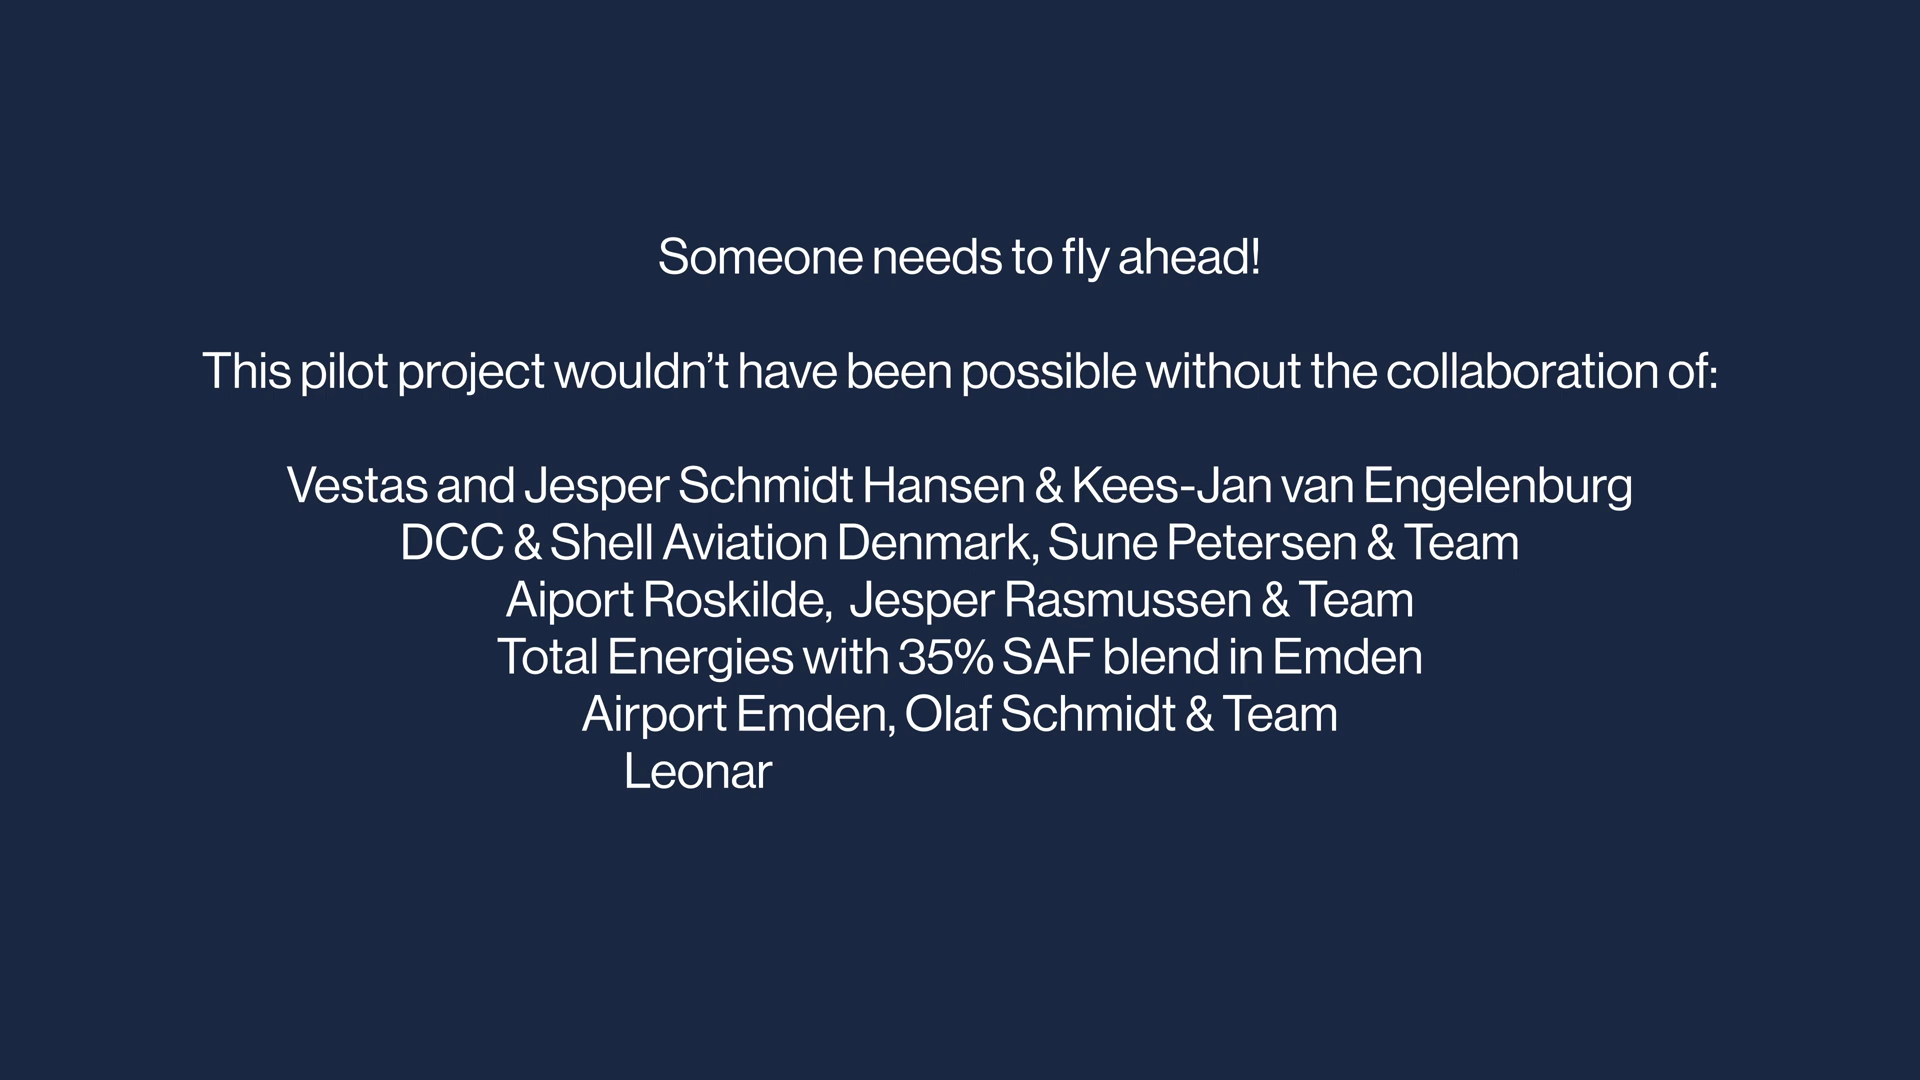 Someone needs to fly ahead!
This pilot project wouldn’t have been possible without the collaboration of:
Vestas and Jesper Schmidt Hansen & Kees-Jan van Engelenburg
DCC & Shell Aviation Denmark, Sune Petersen & Team
Aiport Roskilde, Jesper Rasmussen & Team
Total Energies with 35% SAF blend in Emden
Airport Emden, Olaf Schmidt & Team
Leonar